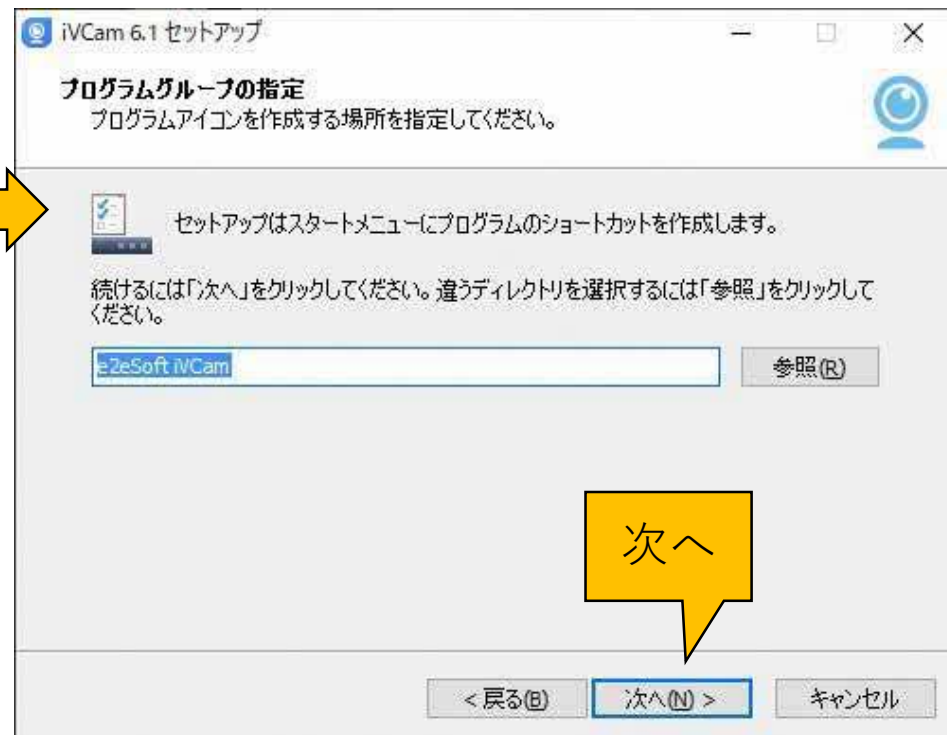 iVCam 6.1 セットアップ
プログラムグループの指定
プログラムアイコンを作成する場所を指定してください。
セットアップはスタートメニューにプログラムのショートカットを作成します。
続けるには「次へ」をクリックしてください。違うディレクトリを選択するには「参照」をクリックして
ください。
e2eSoft iVCam
参照(R)
次へ
< 戻る(B)
次へ(N) >
キャンセル